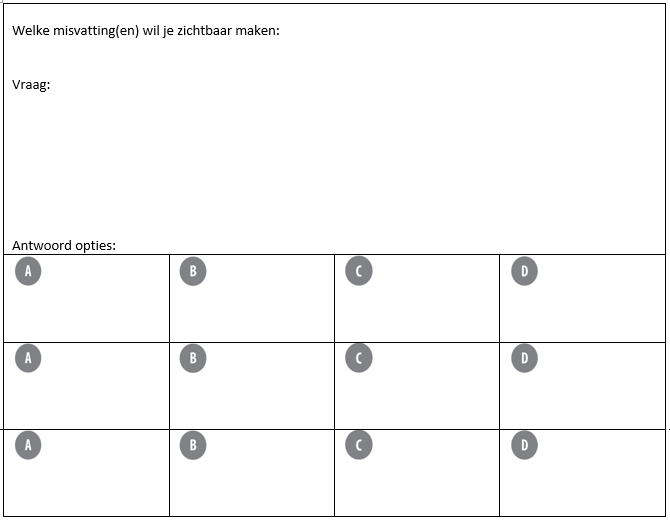 Welke misvatting(en) wil je zichtbaar maken:
Vraag:
Antwoord opties:
A B C D
A B C D
A B C D